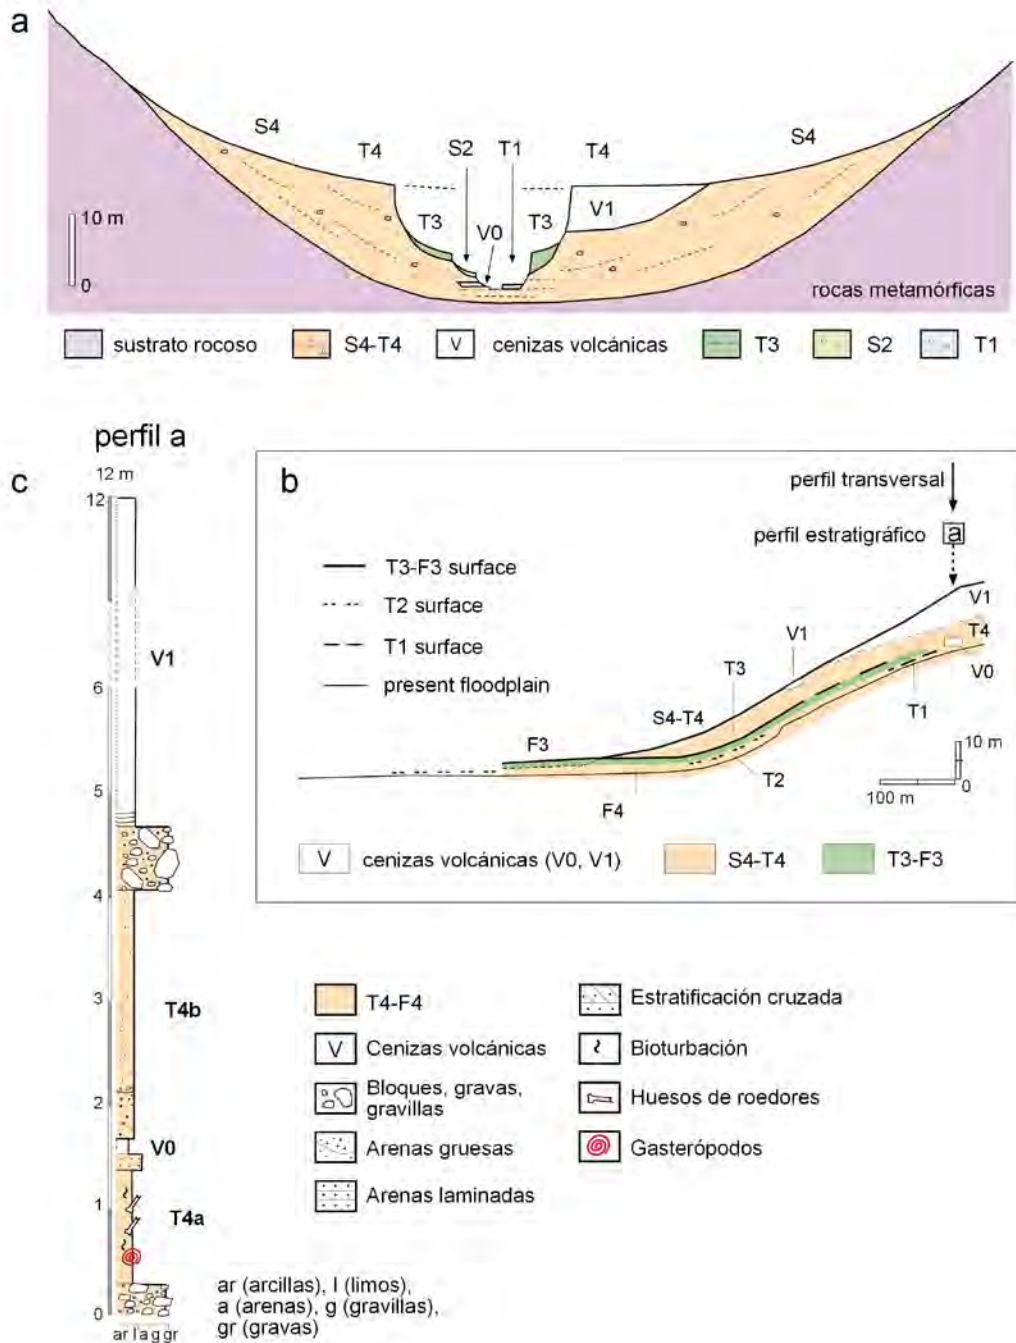 a
S4
T4
S2
T1
T4
S4
T3
V0
T3
V1
10 m
0
rocas metamórficas
sustrato rocoso
S4-T4
V
cenizas volcánicas
T3
S2
T1
perfil a
c
12 m
12
6
5
4
3
2
1
0
V1
T4b
V0
T4a
ar l a g gr
b
perfil transversal
perfil estratigráfico
a
T3-F3 surface
T2 surface
T1 surface
present floodplain
V1
T4
V0
V1
T3
S4-T4
T1
F3
T2
F4
10 m
0
100 m
V
cenizas volcánicas (V0, V1)
S4-T4
T3-F3
T4-F4
V
Cenizas volcánicas
Bloques, gravas,
gravillas
Arenas gruesas
Arenas laminadas
Estratificación cruzada
Bioturbación
Huesos de roedores
Gasterópodos
ar (arcillas), l (limos),
a (arenas), g (gravillas),
gr (gravas)